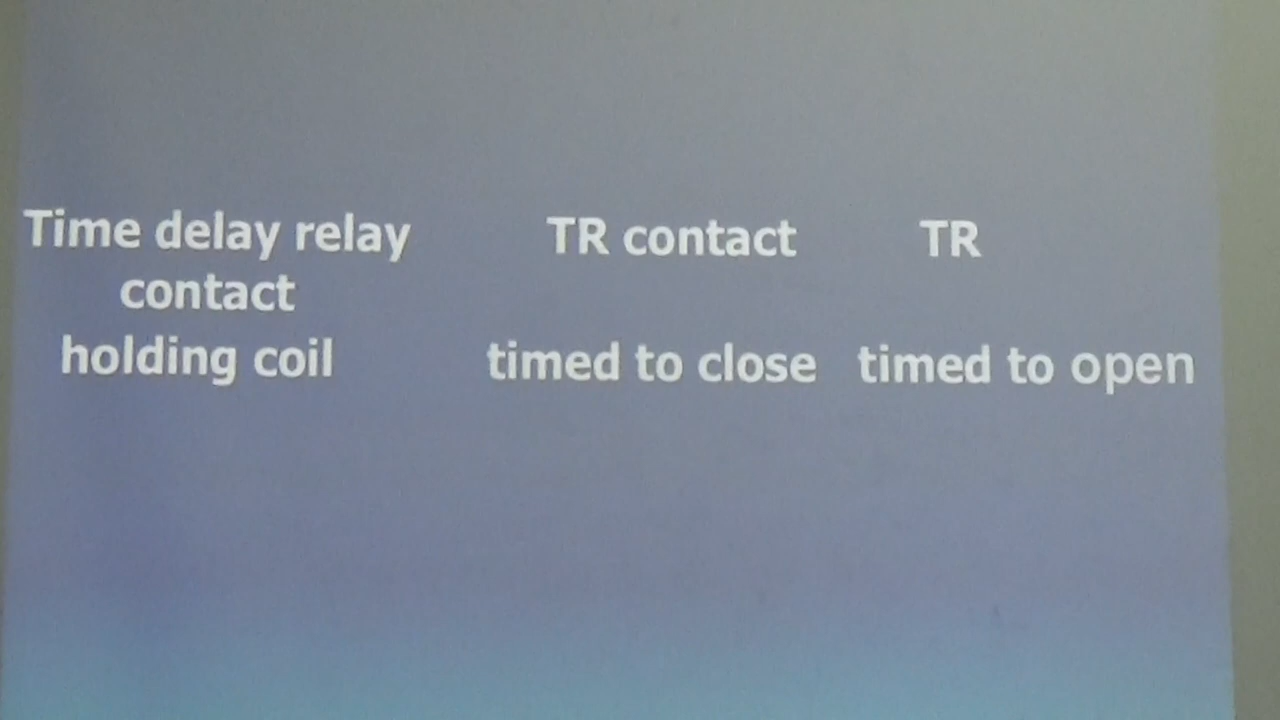 Time delay relay TR contact TR
contact
holding coil timed to close timed to open